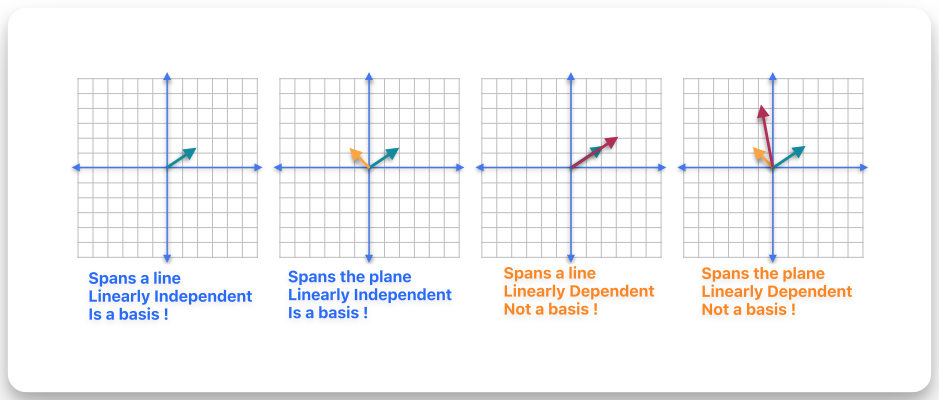 Spans a line
Linearly Independent
Is a basis !
Spans the plane
Linearly Independent
Is a basis !
Spans a line
Linearly Dependent
Not a basis !
Spans the plane
Linearly Dependent
Not a basis !